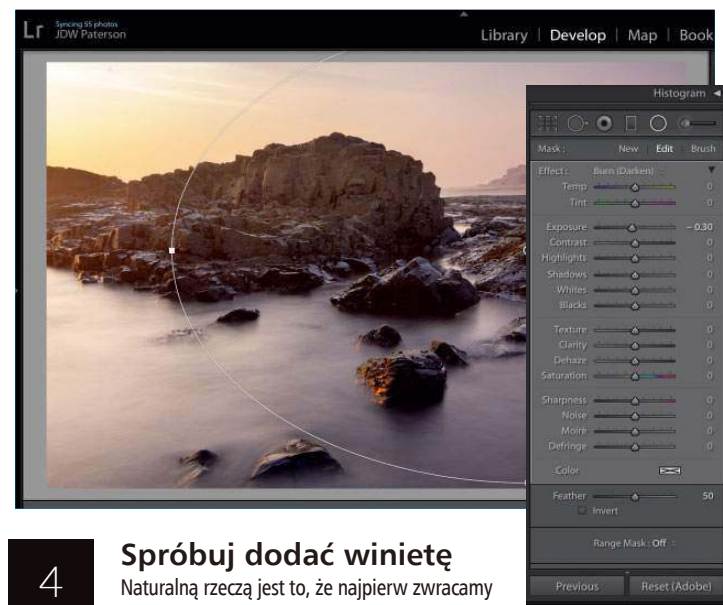 Lr
Syncing 55 photos
JDW Paterson
Library | Develop | Map | Book
Histogram
Mask : New Edit Brush
Effect : Burn (Darken)
Temp 0
Tint 0
Exposure – 0.30
Contrast 0
Highlights 0
Shadows 0
Whites 0
Blacks 0
Texture 0
Clarity 0
Dehaze 0
Saturation 0
Sharpness 0
Noise 0
Moiré 0
Defringe 0
Color
Feather 50
Invert
Range Mask : Off
Previous Reset (Adobe)
4
Spróbuj dodać winietę
Naturalną rzeczą jest to, że najpierw zwracamy